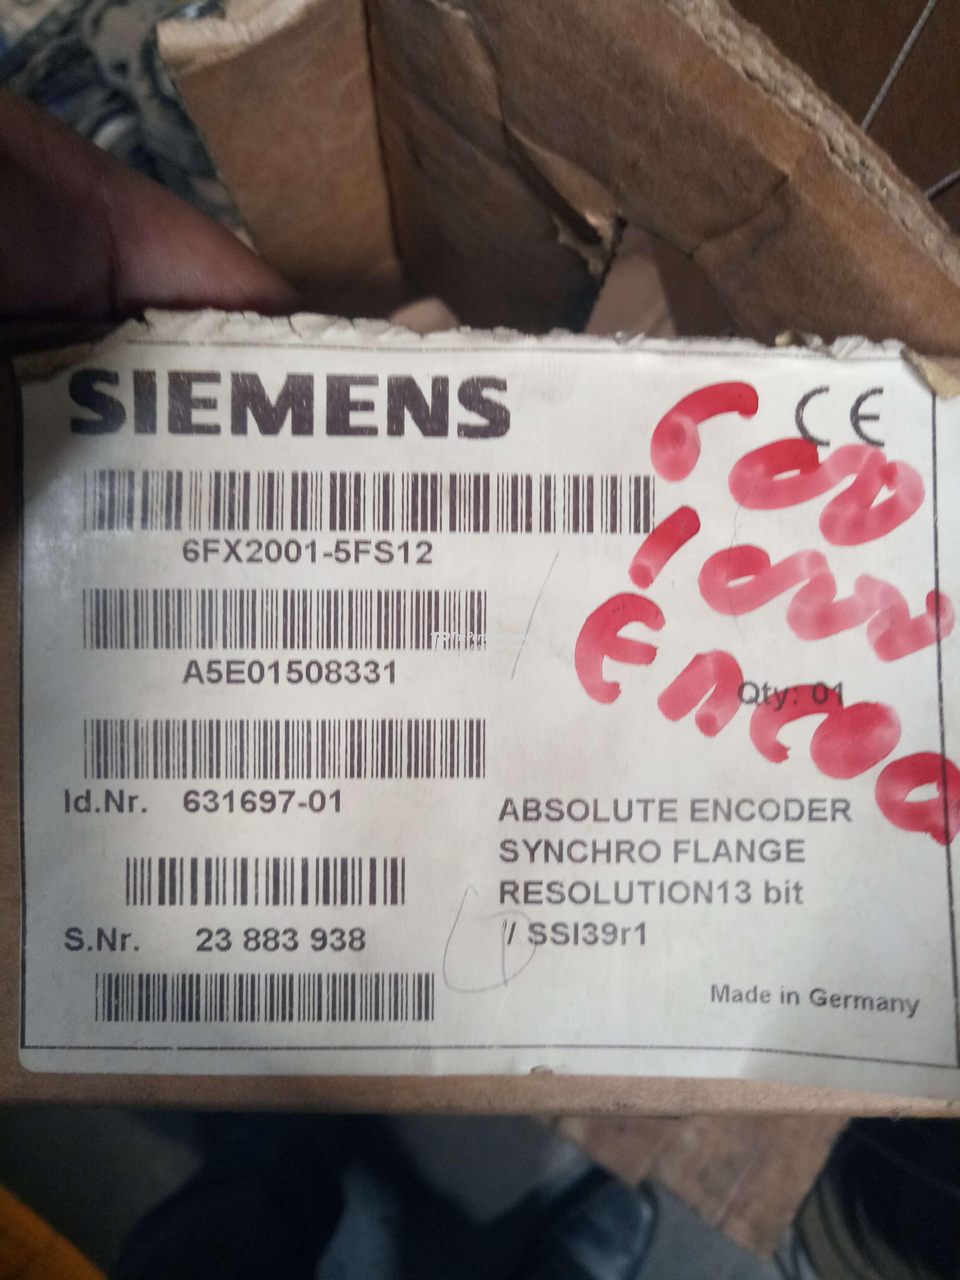 SIEMENS
CE
6FX2001-5FS12
A5E01508331
Qty: 01
Id.Nr. 631697-01
ABSOLUTE ENCODER
SYNCHRO FLANGE
RESOLUTION13 bit
/ SSI39r1
S.Nr. 23 883 938
Made in Germany